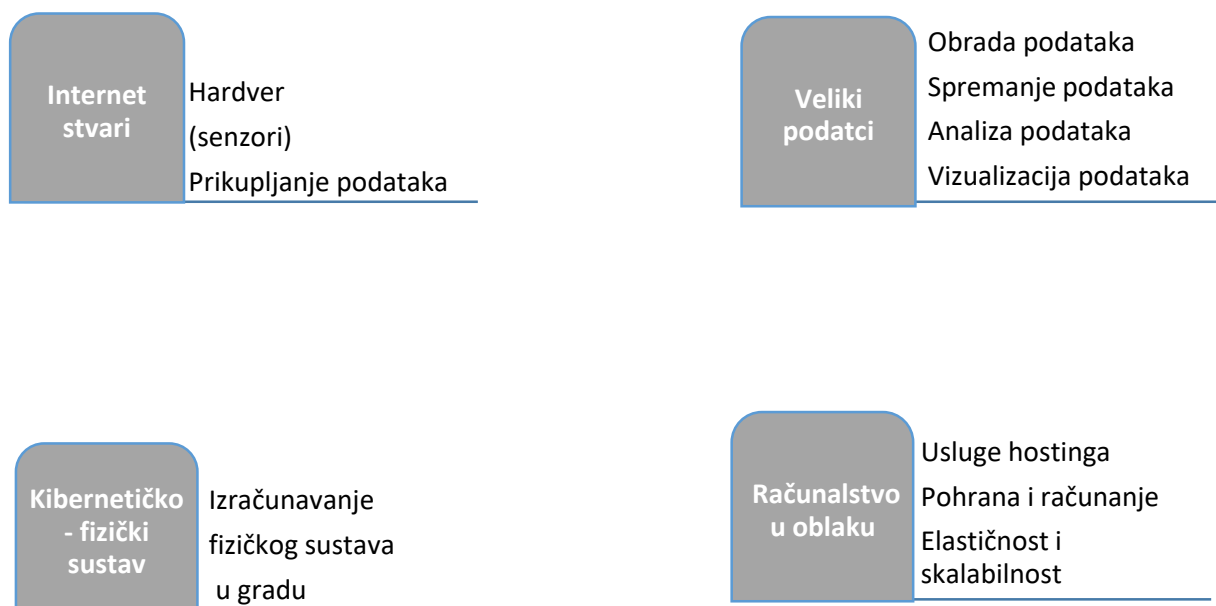 Internet
stvari
Hardver
(senzori)
Prikupljanje podataka
Veliki
podatci
Obrada podataka
Spremanje podataka
Analiza podataka
Vizualizacija podataka
Kibernetičko
- fizički
sustav
Izračunavanje
fizičkog sustava
u gradu
Računalstvo
u oblaku
Usluge hostinga
Pohrana i računanje
Elastičnost i
skalabilnost